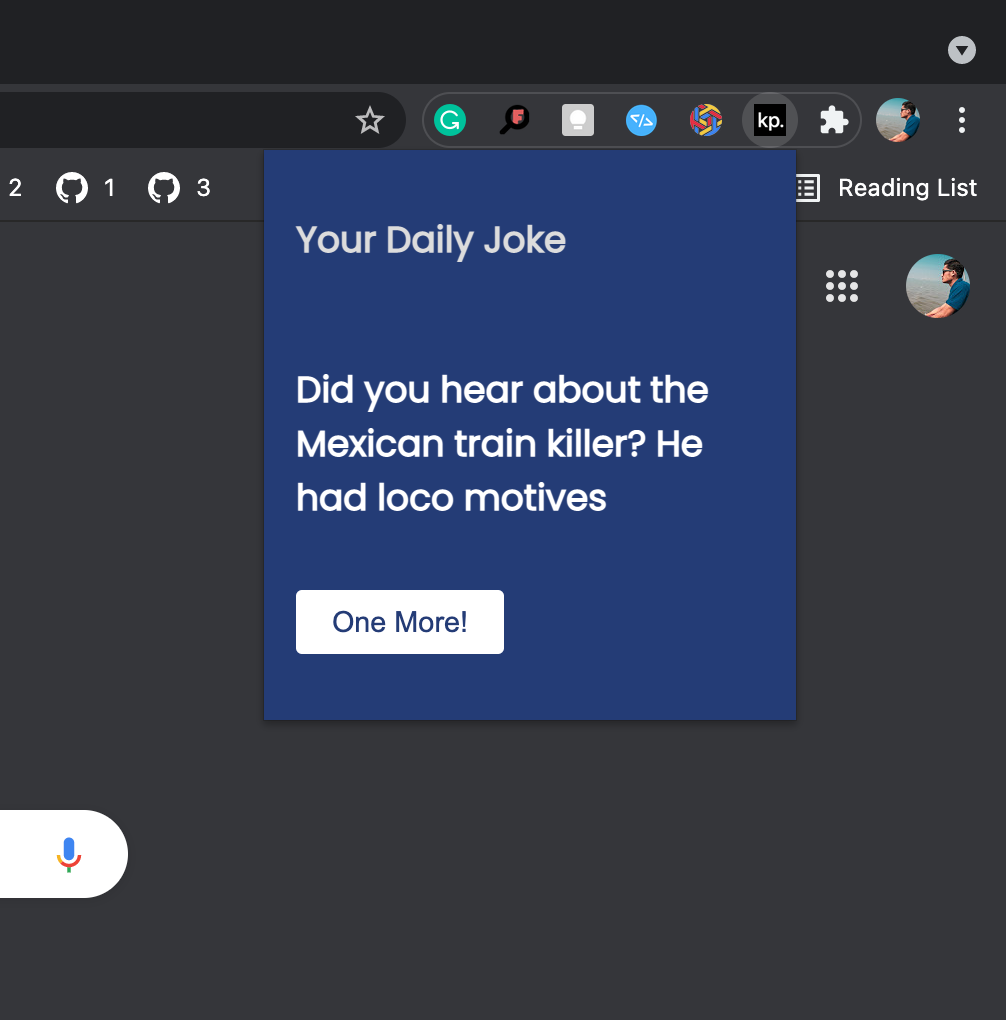 kp.
2 1 3 Reading List
Your Daily Joke
Did you hear about the
Mexican train killer? He
had loco motives
One More!